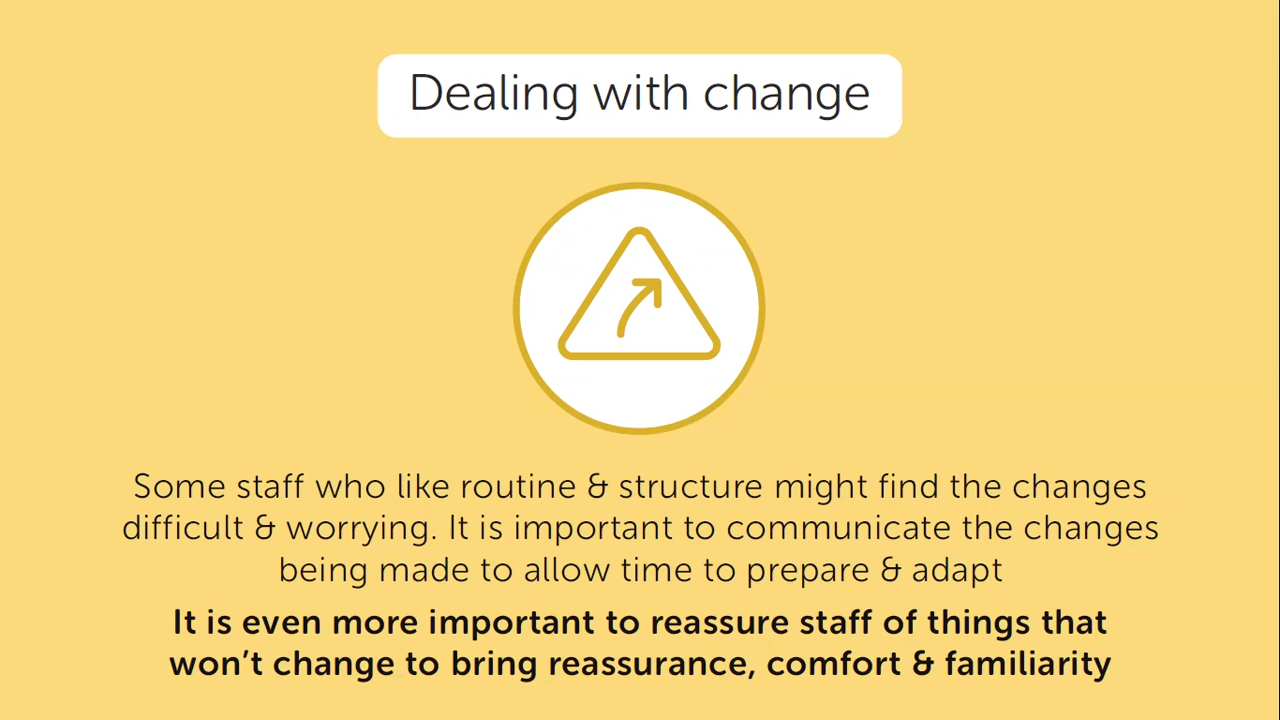 Dealing with change
Some staff who like routine & structure might find the changes
difficult & worrying. It is important to communicate the changes
being made to allow time to prepare & adapt
It is even more important to reassure staff of things that
won’t change to bring reassurance, comfort & familiarity